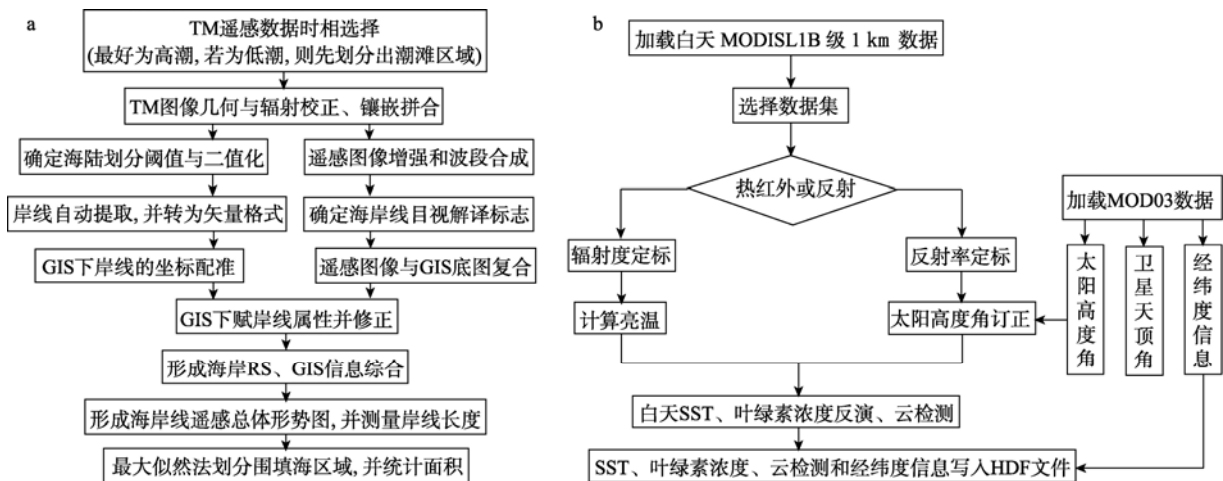 a
TM遥感数据时相选择
(最好为高潮, 若为低潮, 则先划分出潮滩区域)
TM图像几何与辐射校正、镶嵌拼合
确定海陆划分阈值与二值化
遥感图像增强和波段合成
岸线自动提取, 并转为矢量格式
确定海岸线目视解译标志
GIS下岸线的坐标配准
遥感图像与GIS底图复合
GIS下赋岸线属性并修正
形成海岸RS、GIS信息综合
形成海岸线遥感总体形势图, 并测量岸线长度
最大似然法划分围填海区域, 并统计面积
b
加载白天 MODISL1B 级 1 km 数据
选择数据集
热红外或反射
加载MOD03数据
辐射度定标
反射率定标
太阳高度角
卫星天顶角
经纬度信息
计算亮温
太阳高度角订正
白天SST、叶绿素浓度反演、云检测
SST、叶绿素浓度、云检测和经纬度信息写入HDF文件